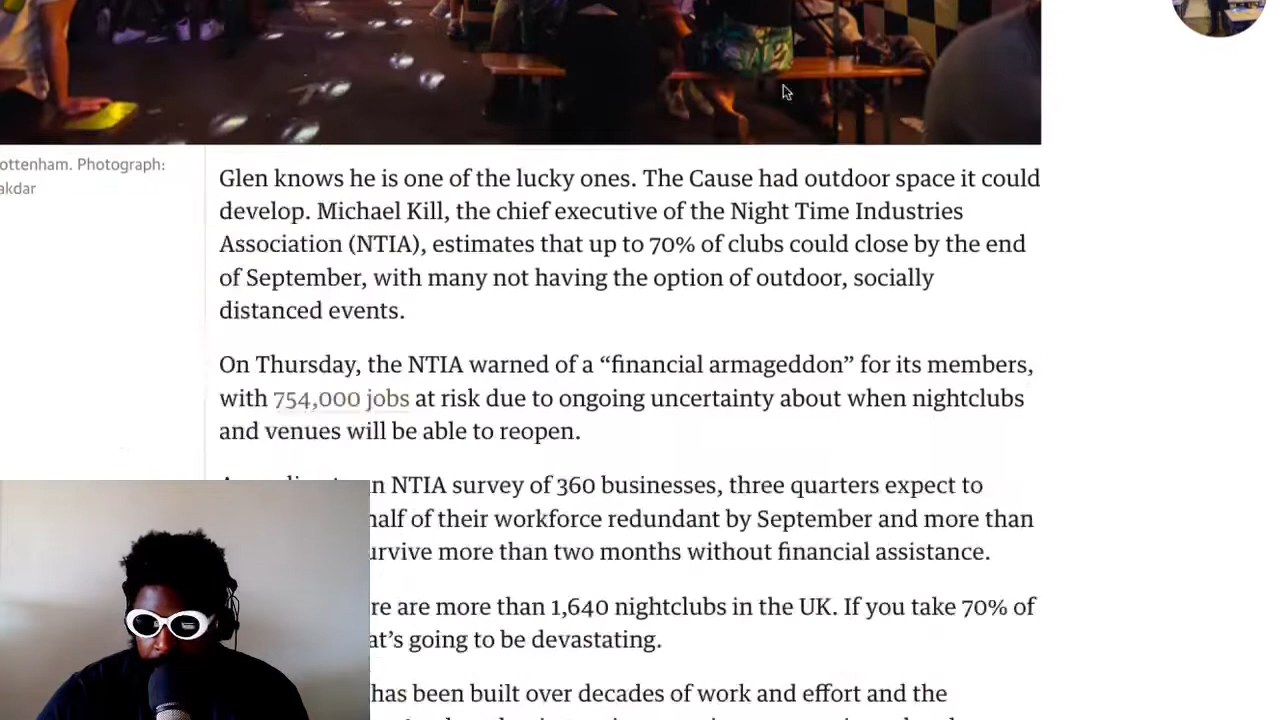 ottenham. Photograph:
akdar
Glen knows he is one of the lucky ones. The Cause had outdoor space it could
develop. Michael Kill, the chief executive of the Night Time Industries
Association (NTIA), estimates that up to 70% of clubs could close by the end
of September, with many not having the option of outdoor, socially
distanced events.
On Thursday, the NTIA warned of a “financial armageddon” for its members,
with 754,000 jobs at risk due to ongoing uncertainty about when nightclubs
and venues will be able to reopen.
n NTIA survey of 360 businesses, three quarters expect to
half of their workforce redundant by September and more than
urvive more than two months without financial assistance.
re are more than 1,640 nightclubs in the UK. If you take 70% of
at’s going to be devastating.
has been built over decades of work and effort and the